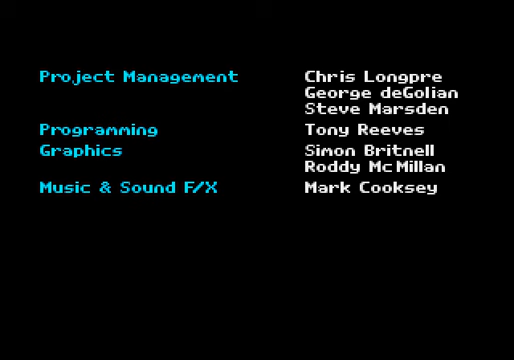 Project Management Chris Longpre
George deGolian
Steve Marsden
Programming Tony Reeves
Graphics Simon Britnell
Roddy McMillan
Music & Sound F/X Mark Cooksey